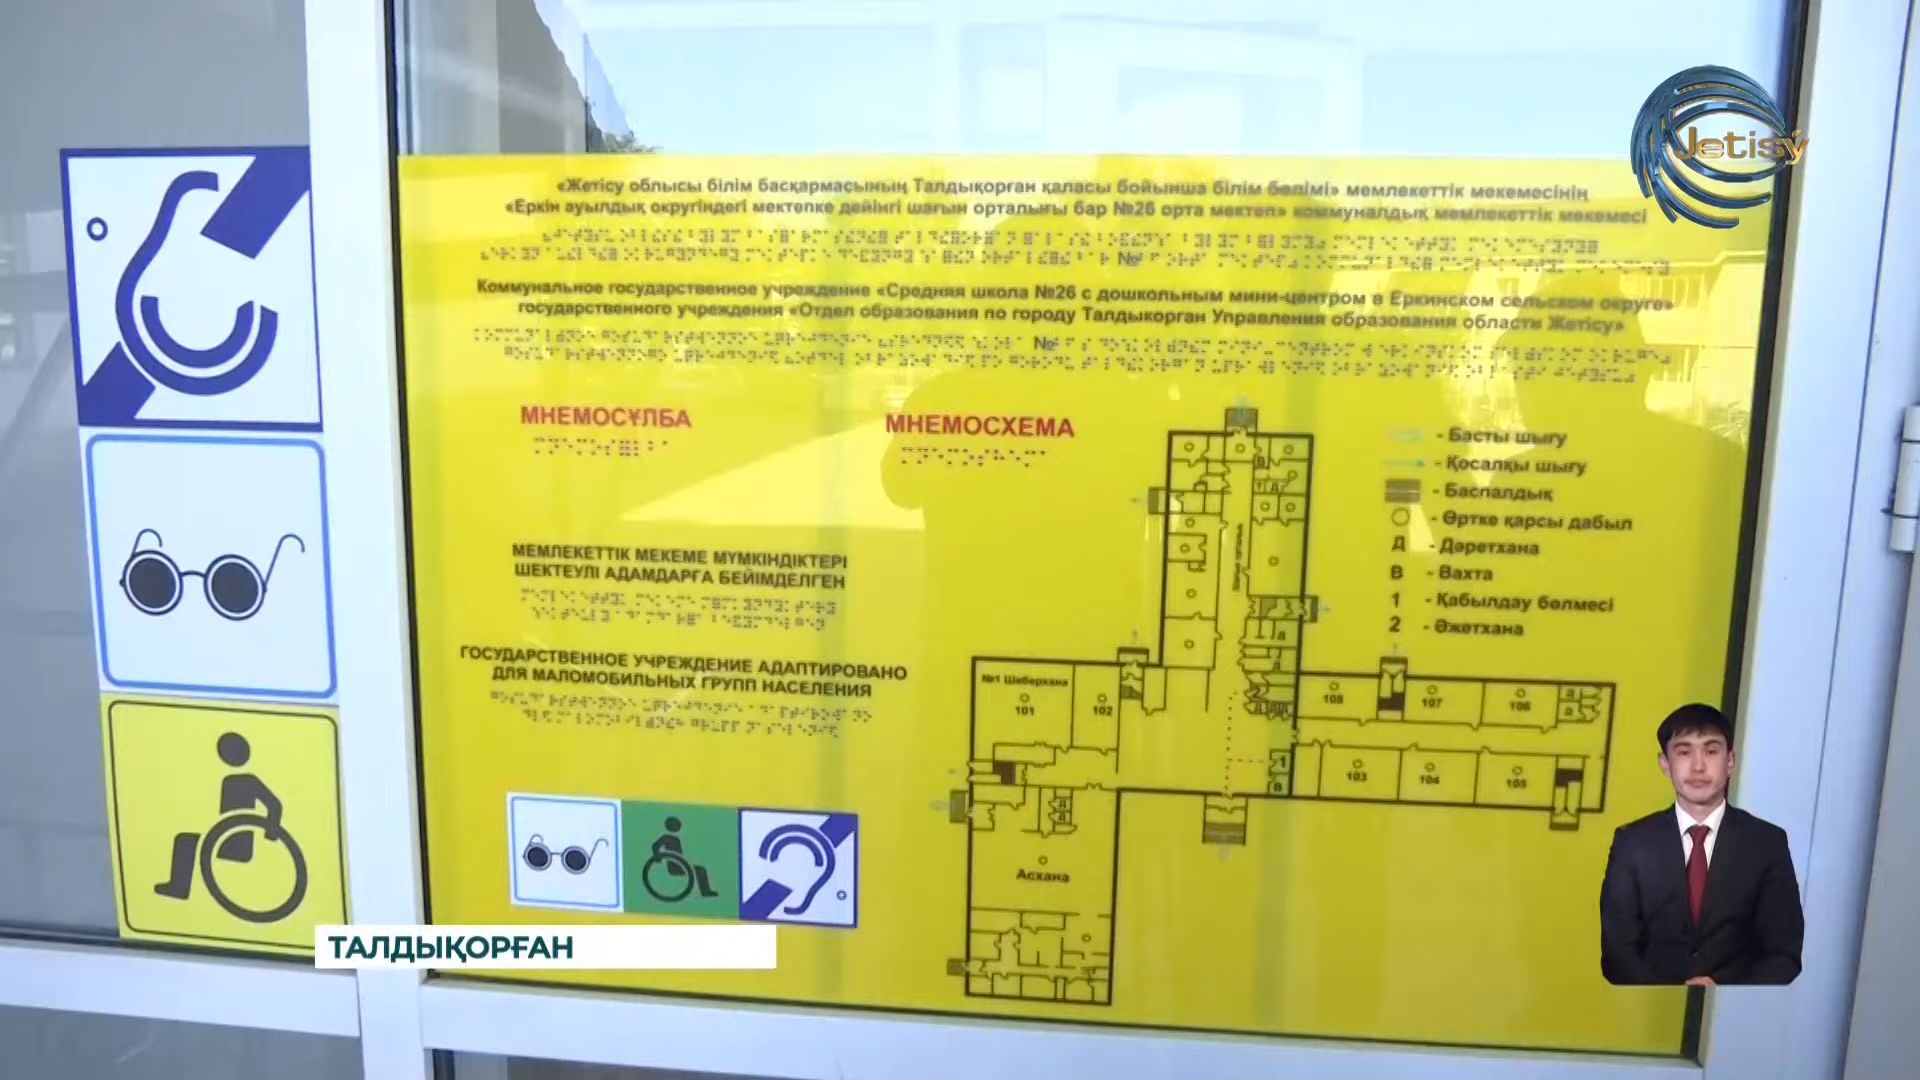 Jetisý
«Жетісу облысы білім басқармасының Талдықорған қаласы бойынша білім бөлімі» мемлекеттік мекемесінің
«Еркін ауылдық округіндегі мектепке дейінгі шағын орталығы бар №26 орта мектеп» коммуналдық мемлекеттік мекемесі
Коммунальное государственное учреждение «Средняя школа №26 с дошкольным мини-центром в Еркинском сельском округе»
государственного учреждения «Отдел образования по городу Талдыкорган Управления образования области Жетісу»
МНЕМОСҰЛБА
МНЕМОСХЕМА
МЕМЛЕКЕТТІК МЕКЕМЕ МҮМКІНДІКТЕРІ
ШЕКТЕУЛІ АДАМДАРҒА БЕЙІМДЕЛГЕН
ГОСУДАРСТВЕННОЕ УЧРЕЖДЕНИЕ АДАПТИРОВАНО
ДЛЯ МАЛОМОБИЛЬНЫХ ГРУПП НАСЕЛЕНИЯ
- Басты шығу
- Қосалқы шығу
- Баспалдық
- Өртке қарсы дабыл
Д - Дәретхана
В - Вахта
1 - Қабылдау бөлмесі
2 - Әжетхана
№1 Шеберхана
101
102
108
107
106
103
104
105
1
2
В
Асхана
ТАЛДЫҚОРҒАН